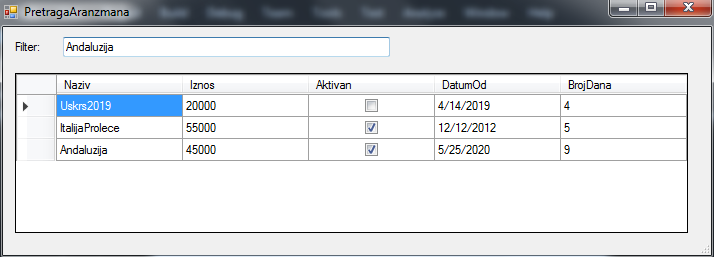 PretragaAranzmana
Filter: Andaluzija
Naziv Iznos Aktivan DatumOd BrojDana
Uskrs2019 20000 4/14/2019 4
ItalijaProlece 55000 12/12/2012 5
Andaluzija 45000 5/25/2020 9